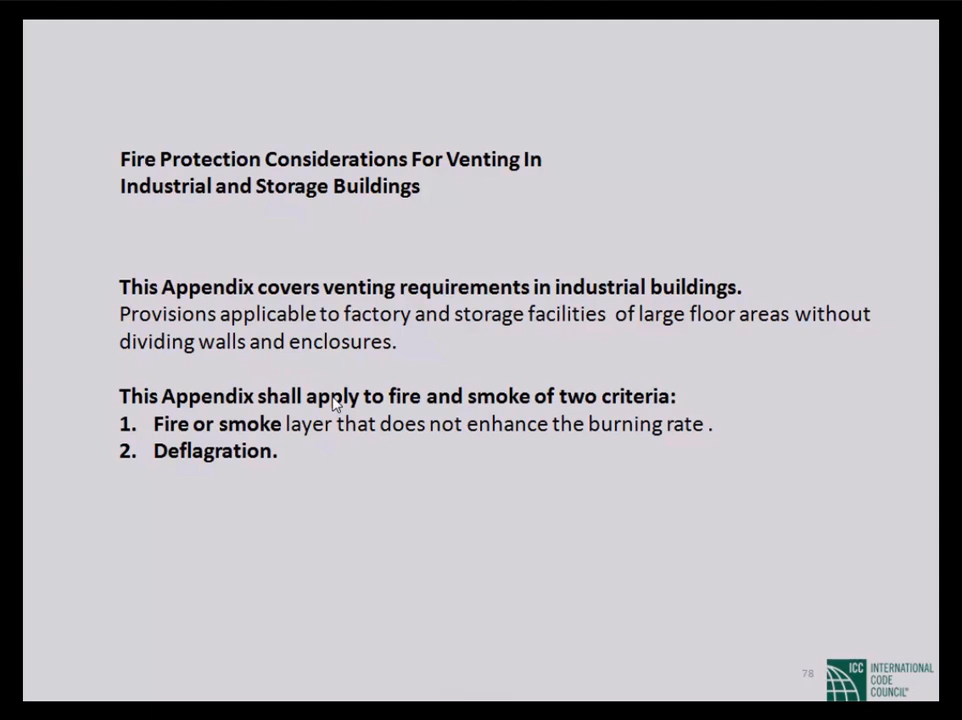 Fire Protection Considerations For Venting In
Industrial and Storage Buildings
This Appendix covers venting requirements in industrial buildings.
Provisions applicable to factory and storage facilities of large floor areas without
dividing walls and enclosures.
This Appendix shall apply to fire and smoke of two criteria:
1. Fire or smoke layer that does not enhance the burning rate .
2. Deflagration.
78
ICC INTERNATIONAL
CODE
COUNCIL®